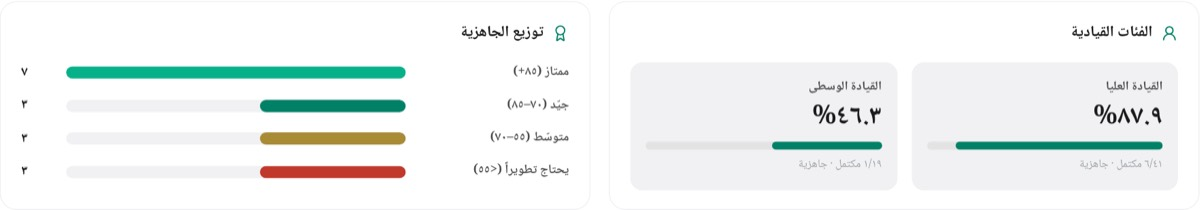 الفئات القيادية
القيادة العليا
%٨٧.٩
٦/٤١ مكتمل · جاهزية
القيادة الوسطى
%٤٦.٣
١/١٩ مكتمل · جاهزية
توزيع الجاهزية
ممتاز (٨٥+)
٧
جيّد (٧٠–٨٥)
٣
متوسّط (٥٥–٧٠)
٣
يحتاج تطويراً (<٥٥)
٣